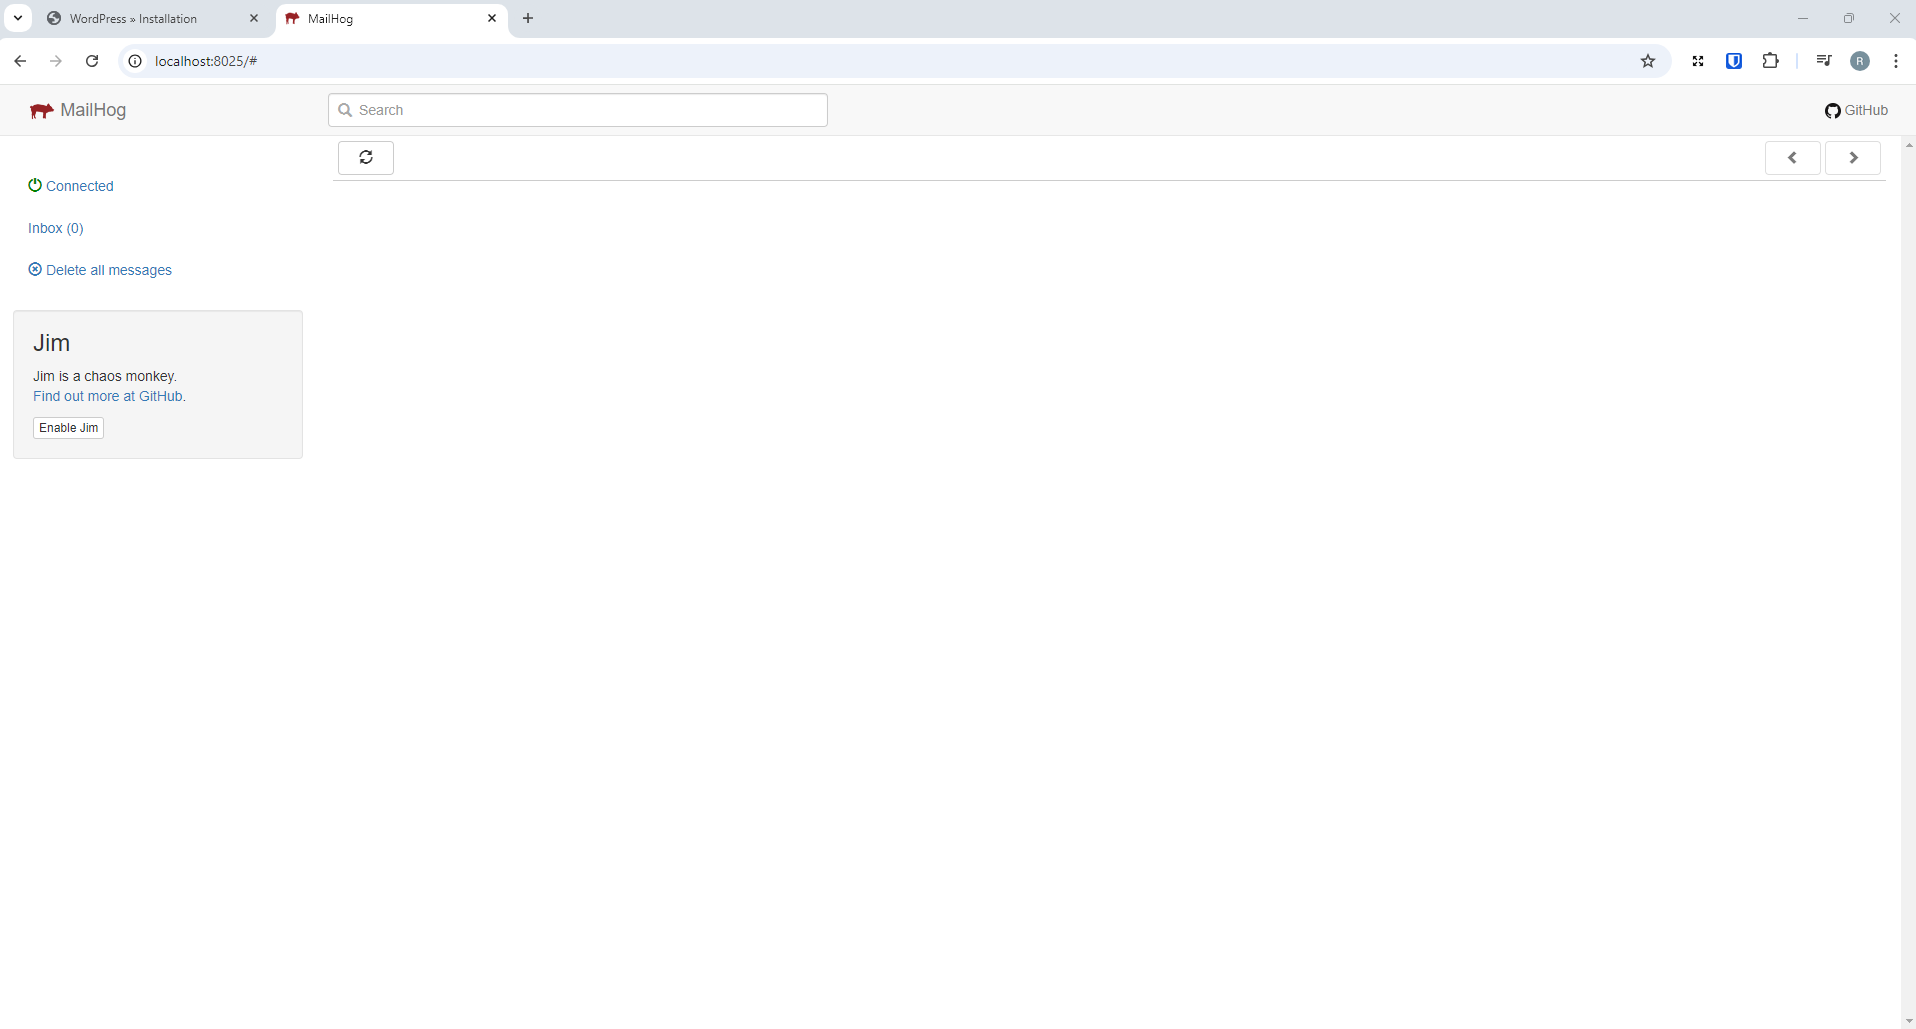 WordPress » Installation
MailHog
localhost:8025/#
R
MailHog
Search
GitHub
Connected
Inbox (0)
Delete all messages
Jim
Jim is a chaos monkey.
Find out more at GitHub.
Enable Jim